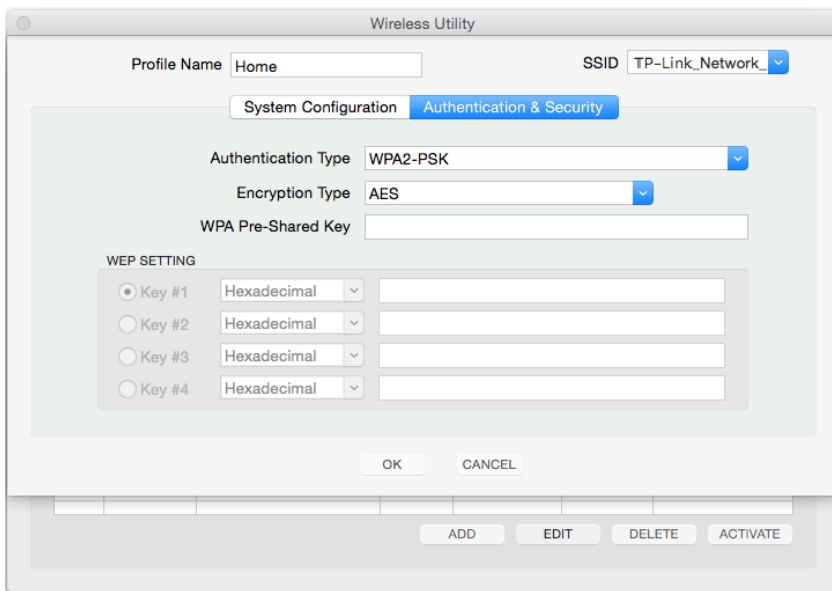 Wireless Utility
Profile Name Home SSID TP-Link_Network_
System Configuration Authentication & Security
Authentication Type WPA2-PSK
Encryption Type AES
WPA Pre-Shared Key
WEP SETTING
Key #1 Hexadecimal
Key #2 Hexadecimal
Key #3 Hexadecimal
Key #4 Hexadecimal
OK CANCEL
ADD EDIT DELETE ACTIVATE